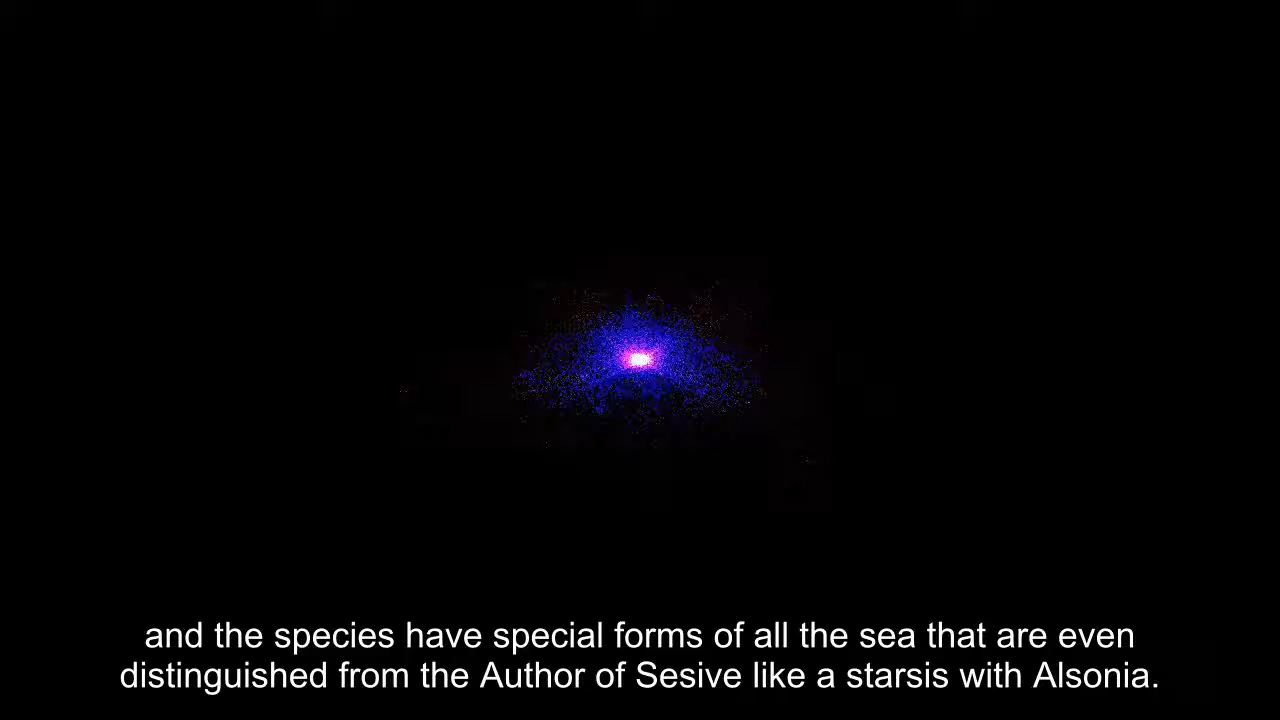 and the species have special forms of all the sea that are even
distinguished from the Author of Sesive like a starsis with Alsonia.